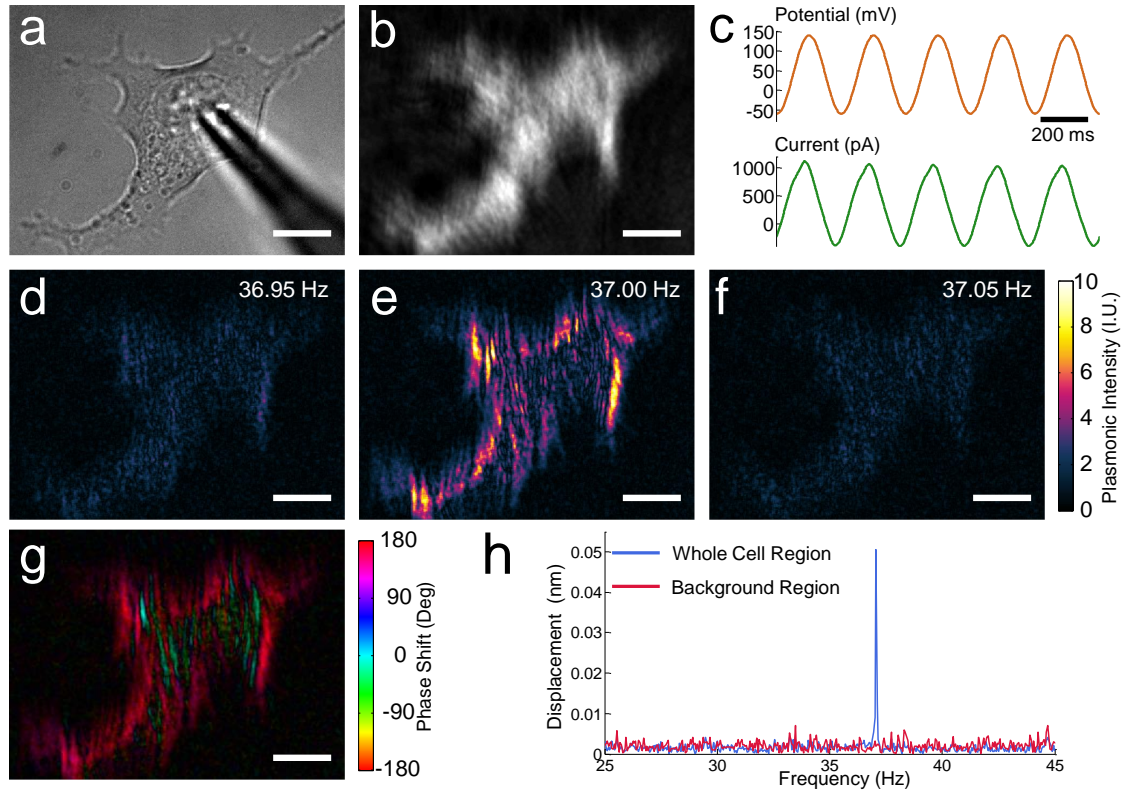 a
b
c
Potential (mV)
150
100
50
0
-50
200 ms
Current (pA)
1000
500
0
d
36.95 Hz
e
37.00 Hz
f
37.05 Hz
10
8
6
4
2
0
Plasmonic Intensity (I.U.)
g
180
90
0
-90
-180
Phase Shift (Deg)
h
Whole Cell Region
Background Region
0.05
0.04
0.03
0.02
0.01
0
Displacement (nm)
25
30
35
40
45
Frequency (Hz)